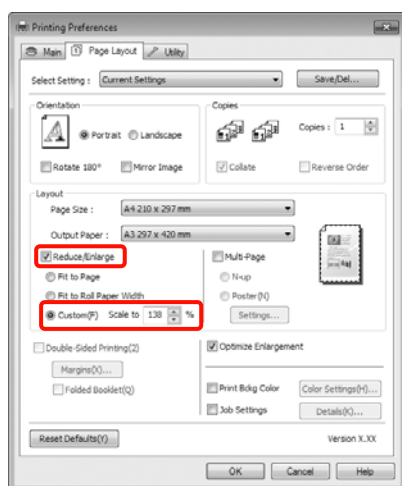 Printing Preferences
Main Page Layout Utility
Select Setting : Current Settings Save/Del...
Orientation Copies
Portrait Landscape Copies : 1
Rotate 180° Mirror Image Collate Reverse Order
Layout
Page Size : A4 210 x 297 mm
Output Paper : A3 297 x 420 mm
Reduce/Enlarge Multi-Page
Fit to Page N-up
Fit to Roll Paper Width Poster(N)
Custom(F) Scale to 138 % Settings...
Double-Sided Printing(2) Optimize Enlargement
Margins(X)...
Folded Booklet(Q) Print Bckg Color Color Settings(H)...
Job Settings Details(K)...
Reset Defaults(Y) Version X.XX
OK Cancel Help